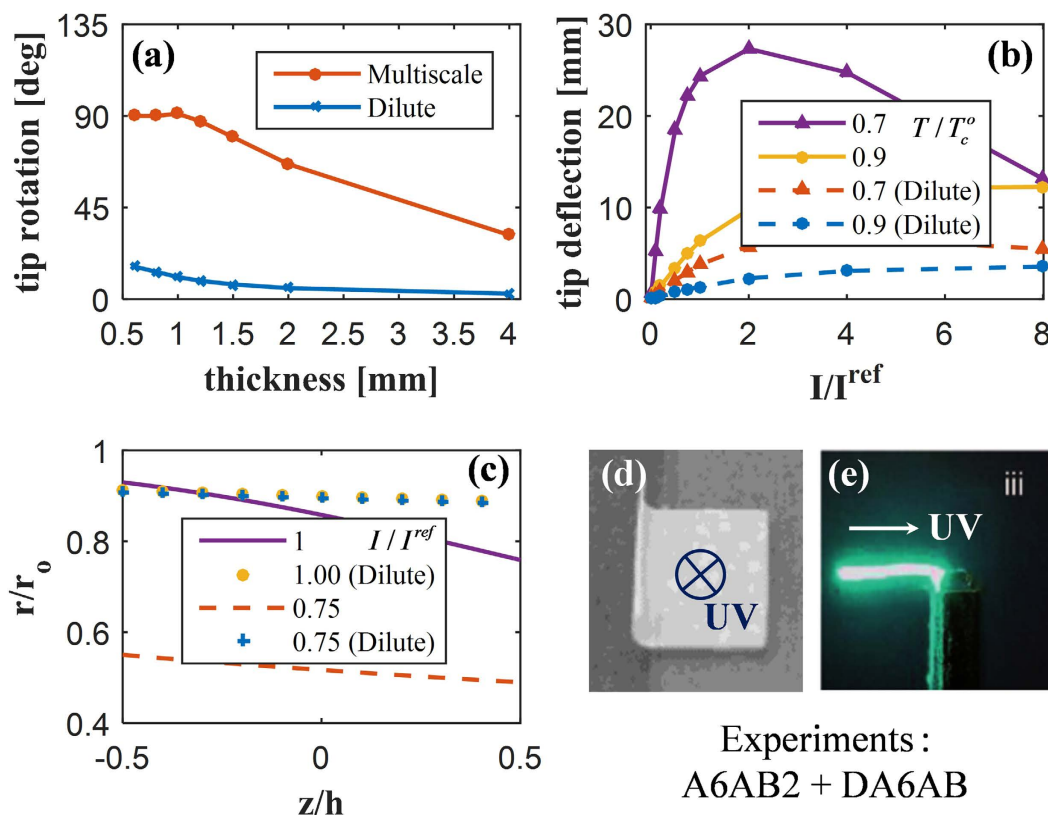 (a)
135
90
45
0
tip rotation [deg]
Multiscale
Dilute
0.5 1 1.5 2 2.5 3 3.5 4
thickness [mm]
(b)
30
20
10
0
tip deflection [mm]
0.7 T / T_c^o
0.9
0.7 (Dilute)
0.9 (Dilute)
0 2 4 6 8
I/I^ref
(c)
1
0.8
0.6
0.4
r/r_o
1 I / I^ref
1.00 (Dilute)
0.75
0.75 (Dilute)
-0.5 0 0.5
z/h
(d)
UV
(e)
iii
UV
Experiments :
A6AB2 + DA6AB